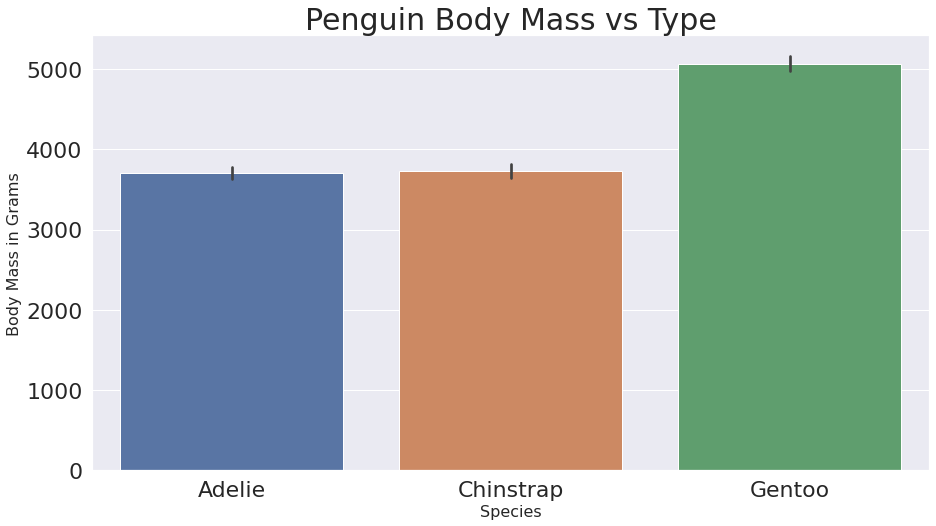 Penguin Body Mass vs Type
Body Mass in Grams
5000
4000
3000
2000
1000
0
Adelie
Chinstrap
Gentoo
Species